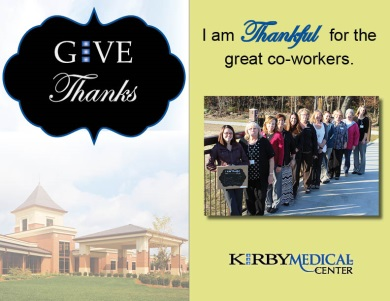 GIVE
Thanks
I am Thankful for the
great co-workers.
KIRBY MEDICAL
CENTER